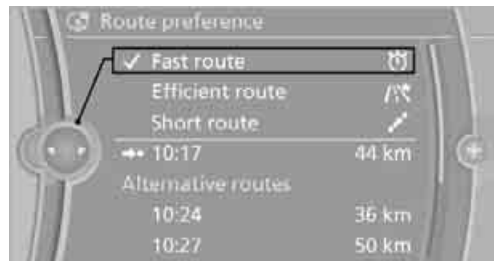 Route preference
Fast route
Efficient route
Short route
10:17 44 km
Alternative routes
10:24 36 km
10:27 50 km